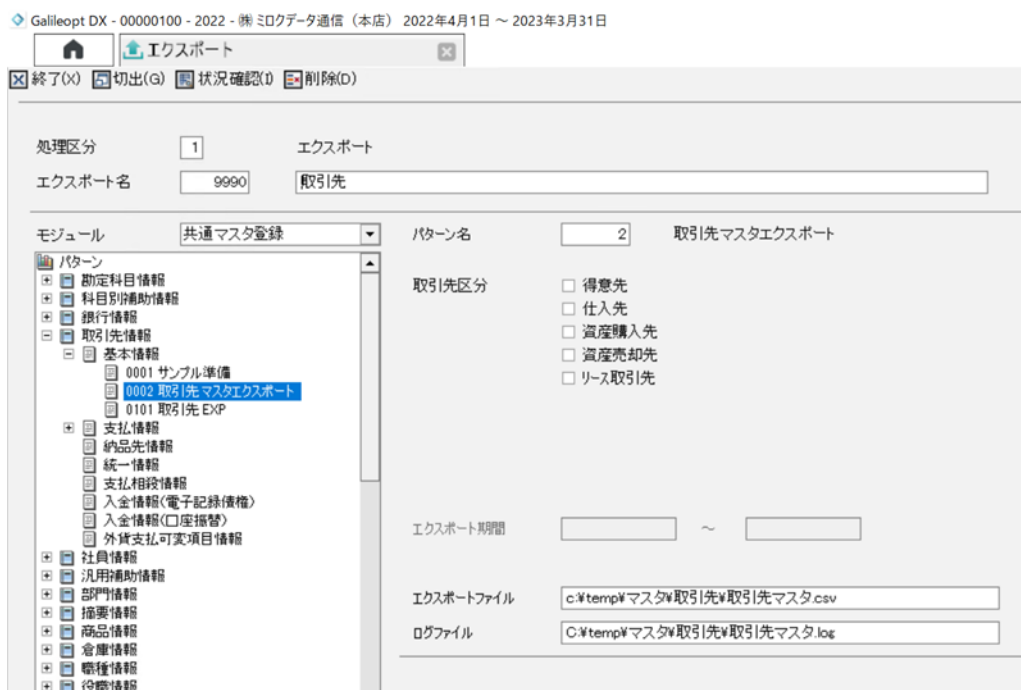 Galileopt DX - 00000100 - 2022 - ㈱ ミロクデータ通信（本店） 2022年4月1日 ～ 2023年3月31日
エクスポート
終了(X) 切出(G) 状況確認(I) 削除(D)
処理区分 1 エクスポート
エクスポート名 9990 取引先
モジュール 共通マスタ登録
パターン
勘定科目情報
科目別補助情報
銀行情報
取引先情報
基本情報
0001 サンプル準備
0002 取引先マスタエクスポート
0101 取引先 EXP
支払情報
納品先情報
統一情報
支払相殺情報
入金情報(電子記録債権)
入金情報(口座振替)
外貨支払可変項目情報
社員情報
汎用補助情報
部門情報
摘要情報
商品情報
倉庫情報
職種情報
役職情報
パターン名 2 取引先マスタエクスポート
取引先区分
得意先
仕入先
資産購入先
資産売却先
リース取引先
エクスポート期間 ～
エクスポートファイル c:¥temp¥マスタ¥取引先¥取引先マスタ.csv
ログファイル C:¥temp¥マスタ¥取引先¥取引先マスタ.log